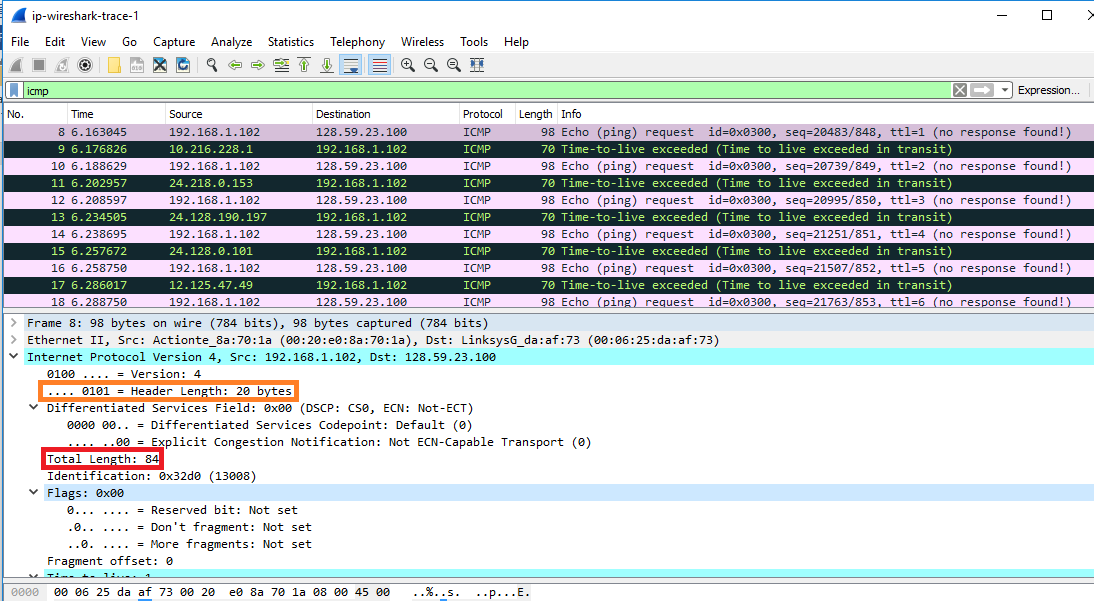 ip-wireshark-trace-1
File Edit View Go Capture Analyze Statistics Telephony Wireless Tools Help
icmp Expression...
No. Time Source Destination Protocol Length Info
8 6.163045 192.168.1.102 128.59.23.100 ICMP 98 Echo (ping) request id=0x0300, seq=20483/848, ttl=1 (no response found!)
9 6.176826 10.216.228.1 192.168.1.102 ICMP 70 Time-to-live exceeded (Time to live exceeded in transit)
10 6.188629 192.168.1.102 128.59.23.100 ICMP 98 Echo (ping) request id=0x0300, seq=20739/849, ttl=2 (no response found!)
11 6.202957 24.218.0.153 192.168.1.102 ICMP 70 Time-to-live exceeded (Time to live exceeded in transit)
12 6.208597 192.168.1.102 128.59.23.100 ICMP 98 Echo (ping) request id=0x0300, seq=20995/850, ttl=3 (no response found!)
13 6.234505 24.128.190.197 192.168.1.102 ICMP 70 Time-to-live exceeded (Time to live exceeded in transit)
14 6.238695 192.168.1.102 128.59.23.100 ICMP 98 Echo (ping) request id=0x0300, seq=21251/851, ttl=4 (no response found!)
15 6.257672 24.128.0.101 192.168.1.102 ICMP 70 Time-to-live exceeded (Time to live exceeded in transit)
16 6.258750 192.168.1.102 128.59.23.100 ICMP 98 Echo (ping) request id=0x0300, seq=21507/852, ttl=5 (no response found!)
17 6.286017 12.125.47.49 192.168.1.102 ICMP 70 Time-to-live exceeded (Time to live exceeded in transit)
18 6.288750 192.168.1.102 128.59.23.100 ICMP 98 Echo (ping) request id=0x0300, seq=21763/853, ttl=6 (no response found!)
Frame 8: 98 bytes on wire (784 bits), 98 bytes captured (784 bits)
Ethernet II, Src: Actionte_8a:70:1a (00:20:e0:8a:70:1a), Dst: LinksysG_da:af:73 (00:06:25:da:af:73)
Internet Protocol Version 4, Src: 192.168.1.102, Dst: 128.59.23.100
0100 .... = Version: 4
.... 0101 = Header Length: 20 bytes
Differentiated Services Field: 0x00 (DSCP: CS0, ECN: Not-ECT)
0000 00.. = Differentiated Services Codepoint: Default (0)
.... ..00 = Explicit Congestion Notification: Not ECN-Capable Transport (0)
Total Length: 84
Identification: 0x32d0 (13008)
Flags: 0x00
0... .... = Reserved bit: Not set
.0.. .... = Don't fragment: Not set
..0. .... = More fragments: Not set
Fragment offset: 0
Time to live: 1
0000 00 06 25 da af 73 00 20 e0 8a 70 1a 08 00 45 00 ..%..s. ..p...E.